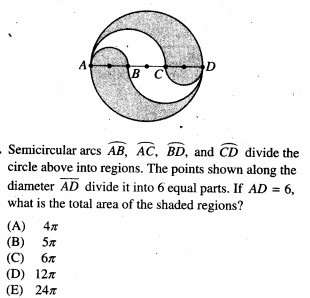 A B C D
Semicircular arcs AB, AC, BD, and CD divide the
circle above into regions. The points shown along the
diameter AD divide it into 6 equal parts. If AD = 6,
what is the total area of the shaded regions?
(A) 4π
(B) 5π
(C) 6π
(D) 12π
(E) 24π